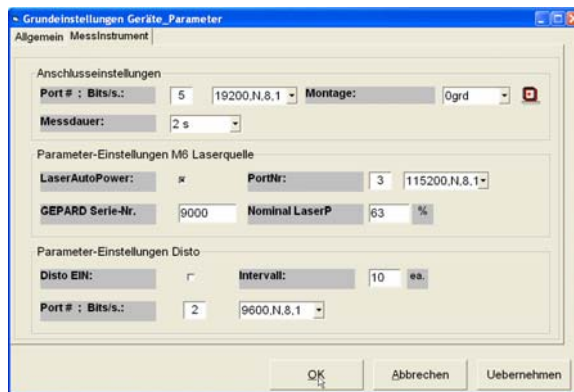 Grundeinstellungen Geräte_Parameter
Allgemein MessInstrument
Anschlusseinstellungen
Port # ; Bits/s.: 5 19200,N,8,1 Montage: 0grd
Messdauer: 2 s
Parameter-Einstellungen M6 Laserquelle
LaserAutoPower: PortNr: 3 115200,N,8,1
GEPARD Serie-Nr. 9000 Nominal LaserP 63 %
Parameter-Einstellungen Disto
Disto EIN: Intervall: 10 ea.
Port # ; Bits/s.: 2 9600,N,8,1
OK Abbrechen Uebernehmen